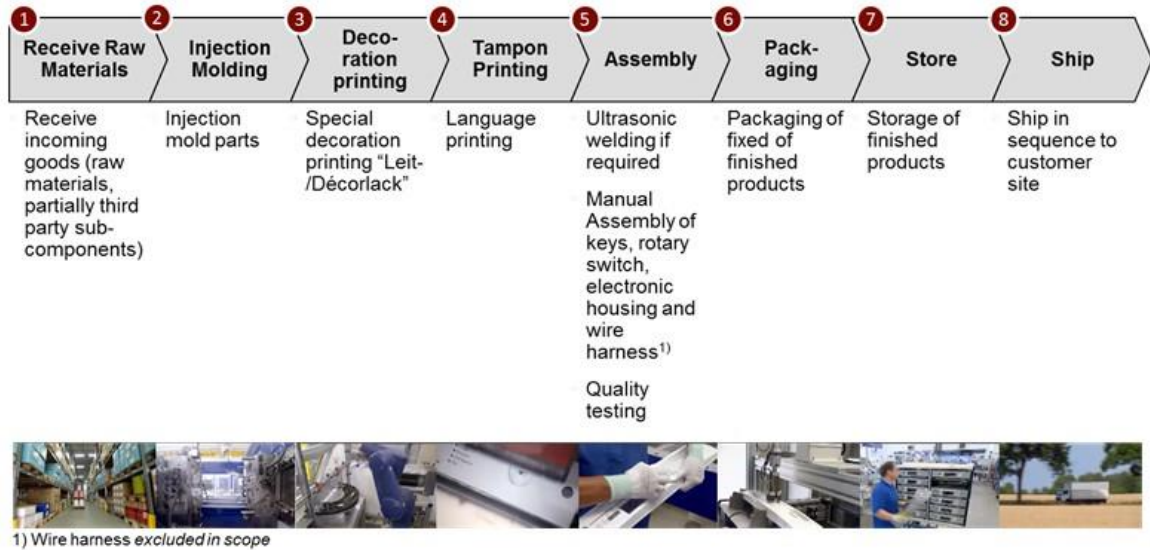 1
Receive Raw
Materials
2
Injection
Molding
3
Deco-
ration
printing
4
Tampon
Printing
5
Assembly
6
Pack-
aging
7
Store
8
Ship
Receive
incoming
goods (raw
materials,
partially third
party sub-
components)
Injection
mold parts
Special
decoration
printing “Leit-
/Décorlack”
Language
printing
Ultrasonic
welding if
required
Manual
Assembly of
keys, rotary
switch,
electronic
housing and
wire
harness1)
Quality
testing
Packaging of
fixed of
finished
products
Storage of
finished
products
Ship in
sequence to
customer
site
1) Wire harness excluded in scope